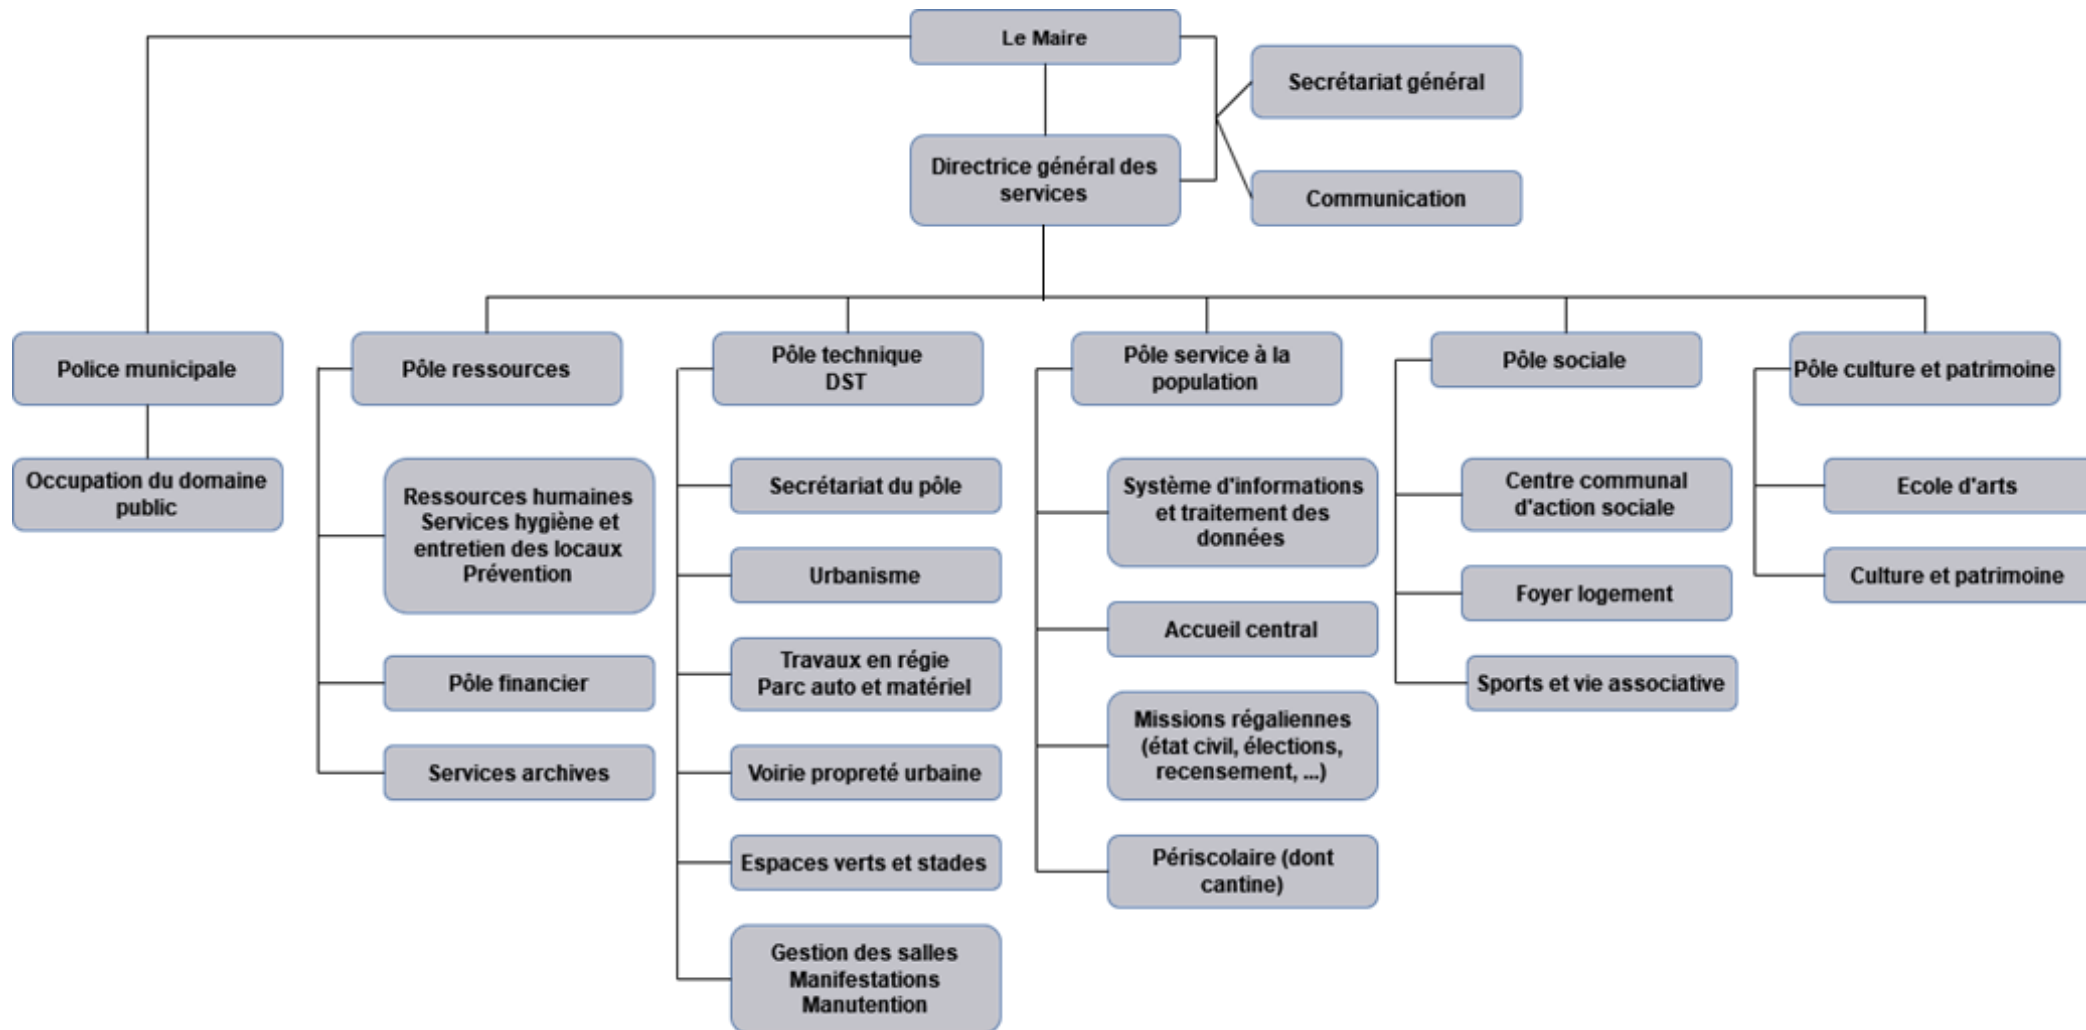 Le Maire
Secrétariat général
Directrice général des
services
Communication
Police municipale
Occupation du domaine
public
Pôle ressources
Ressources humaines
Services hygiène et
entretien des locaux
Prévention
Pôle financier
Services archives
Pôle technique
DST
Secrétariat du pôle
Urbanisme
Travaux en régie
Parc auto et matériel
Voirie propreté urbaine
Espaces verts et stades
Gestion des salles
Manifestations
Manutention
Pôle service à la
population
Système d'informations
et traitement des
données
Accueil central
Missions régaliennes
(état civil, élections,
recensement, ...)
Périscolaire (dont
cantine)
Pôle sociale
Centre communal
d'action sociale
Foyer logement
Sports et vie associative
Pôle culture et patrimoine
Ecole d'arts
Culture et patrimoine